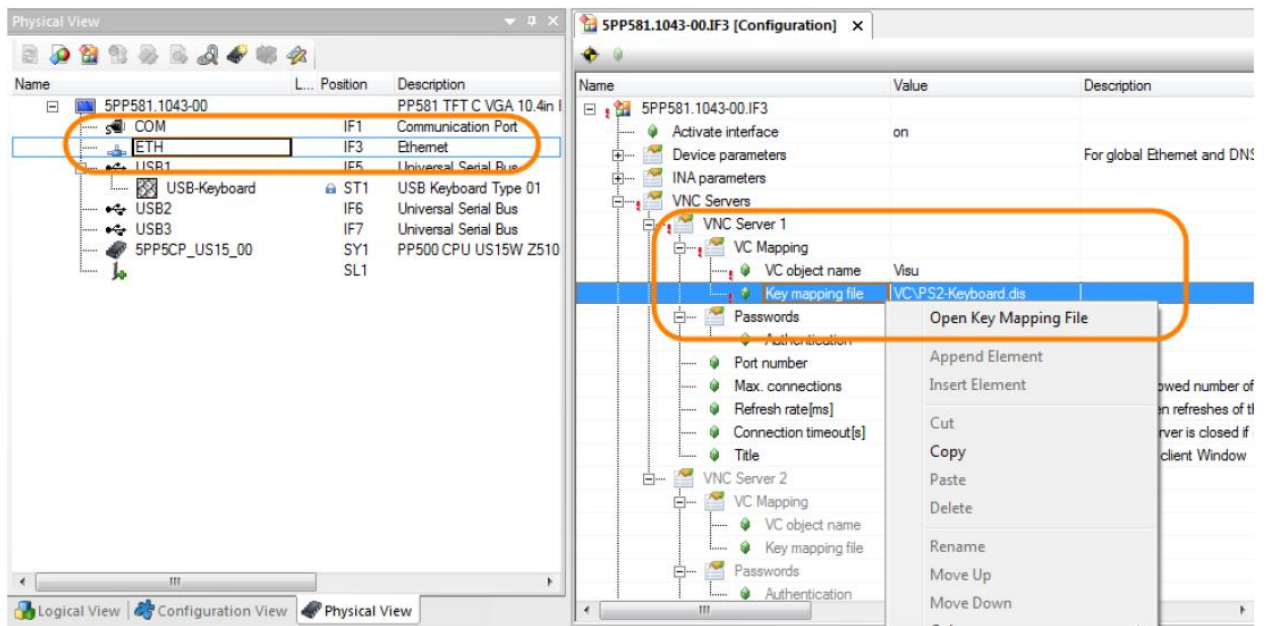 Physical View
Name L... Position Description
5PP581.1043-00 PP581 TFT C VGA 10.4in
COM IF1 Communication Port
ETH IF3 Ethernet
USB1 IF5 Universal Serial Bus
USB-Keyboard ST1 USB Keyboard Type 01
USB2 IF6 Universal Serial Bus
USB3 IF7 Universal Serial Bus
5PP5CP_US15_00 SY1 PP500 CPU US15W Z510
SL1
Logical View Configuration View Physical View
5PP581.1043-00.IF3 [Configuration]
Name Value Description
5PP581.1043-00.IF3
Activate interface on
Device parameters For global Ethernet and DNS
INA parameters
VNC Servers
VNC Server 1
VC Mapping
VC object name Visu
Key mapping file VC\PS2-Keyboard.dis
Passwords
Authentication
Port number
Max. connections owed number of
Refresh rate[ms] en refreshes of t
Connection timeout[s] rver is closed if
Title client Window
VNC Server 2
VC Mapping
VC object name
Key mapping file
Passwords
Authentication
Open Key Mapping File
Append Element
Insert Element
Cut
Copy
Paste
Delete
Rename
Move Up
Move Down